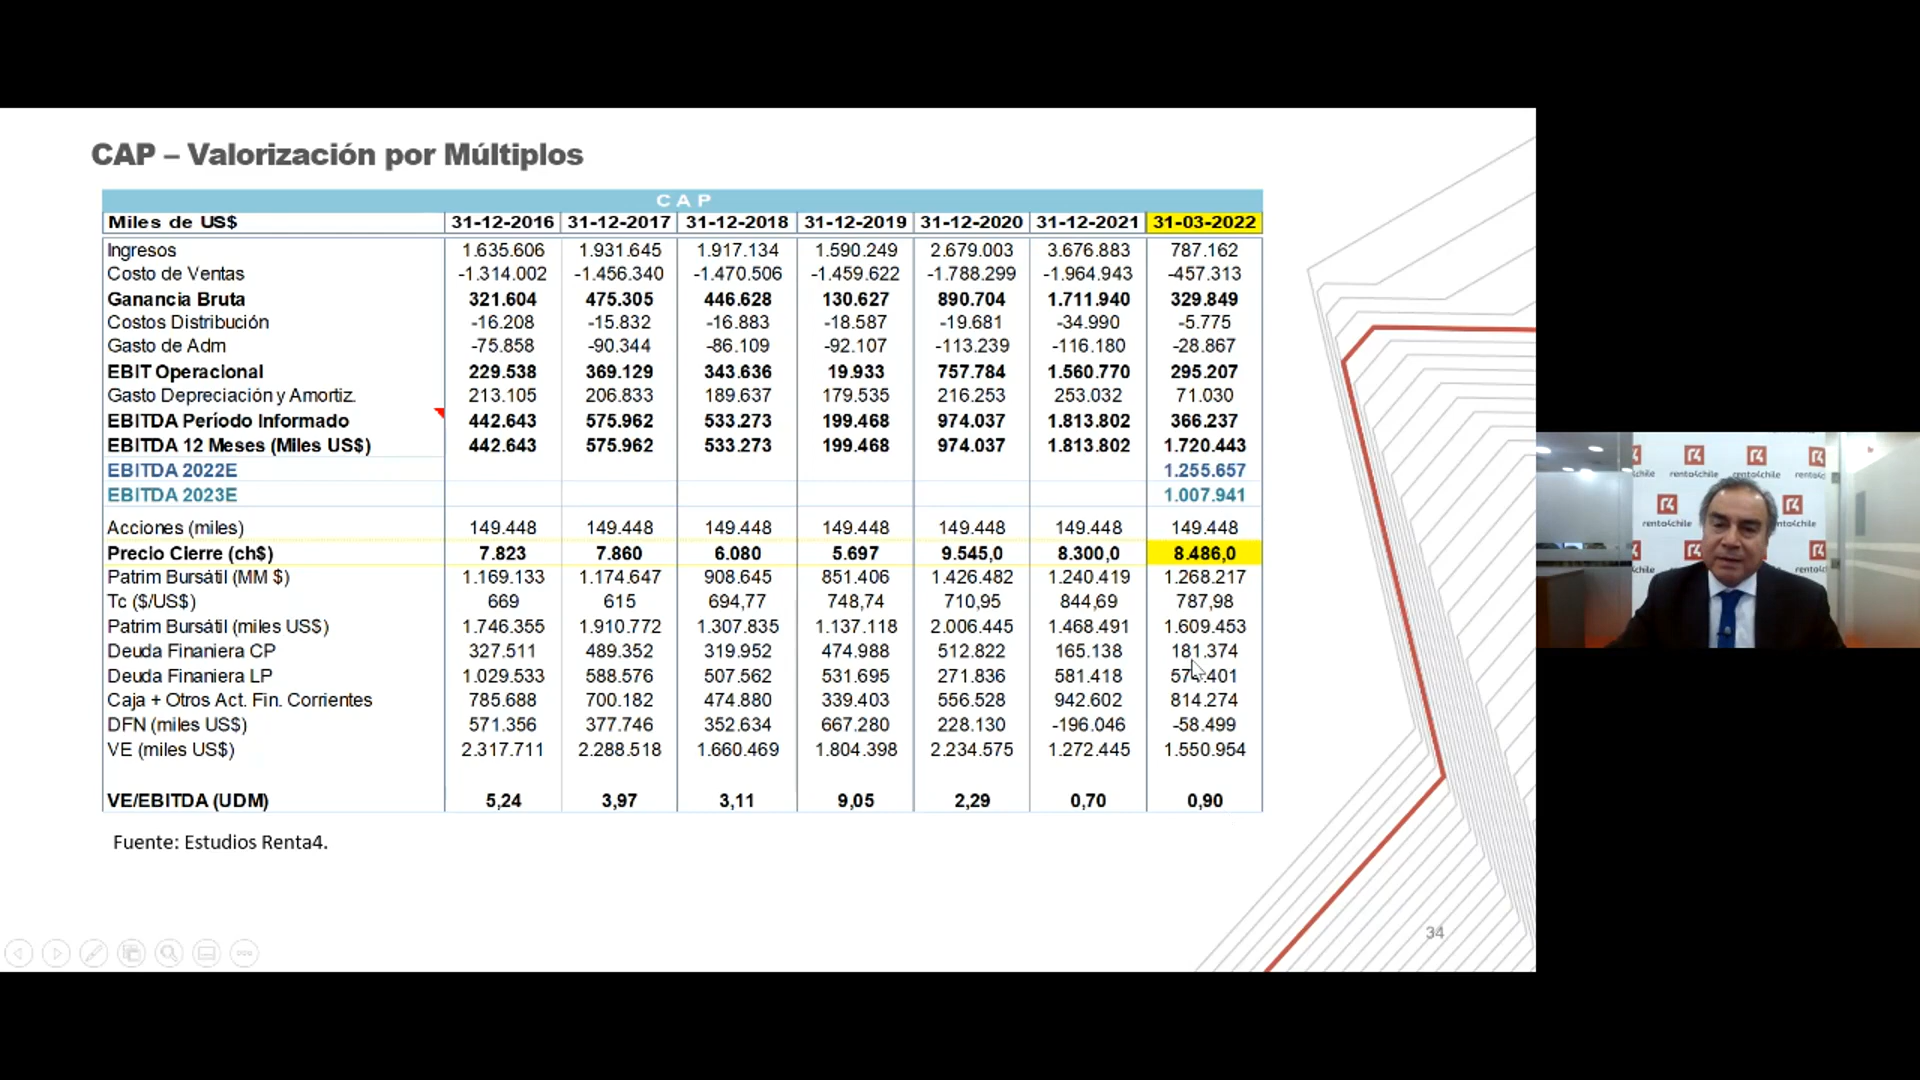 CAP – Valorización por Múltiplos
C A P
Miles de US$ 31-12-2016 31-12-2017 31-12-2018 31-12-2019 31-12-2020 31-12-2021 31-03-2022
Ingresos 1.635.606 1.931.645 1.917.134 1.590.249 2.679.003 3.676.883 787.162
Costo de Ventas -1.314.002 -1.456.340 -1.470.506 -1.459.622 -1.788.299 -1.964.943 -457.313
Ganancia Bruta 321.604 475.305 446.628 130.627 890.704 1.711.940 329.849
Costos Distribución -16.208 -15.832 -16.883 -18.587 -19.681 -34.990 -5.775
Gasto de Adm -75.858 -90.344 -86.109 -92.107 -113.239 -116.180 -28.867
EBIT Operacional 229.538 369.129 343.636 19.933 757.784 1.560.770 295.207
Gasto Depreciación y Amortiz. 213.105 206.833 189.637 179.535 216.253 253.032 71.030
EBITDA Período Informado 442.643 575.962 533.273 199.468 974.037 1.813.802 366.237
EBITDA 12 Meses (Miles US$) 442.643 575.962 533.273 199.468 974.037 1.813.802 1.720.443
EBITDA 2022E 1.255.657
EBITDA 2023E 1.007.941
Acciones (miles) 149.448 149.448 149.448 149.448 149.448 149.448 149.448
Precio Cierre (ch$) 7.823 7.860 6.080 5.697 9.545,0 8.300,0 8.486,0
Patrim Bursátil (MM $) 1.169.133 1.174.647 908.645 851.406 1.426.482 1.240.419 1.268.217
Tc ($/US$) 669 615 694,77 748,74 710,95 844,69 787,98
Patrim Bursátil (miles US$) 1.746.355 1.910.772 1.307.835 1.137.118 2.006.445 1.468.491 1.609.453
Deuda Finaniera CP 327.511 489.352 319.952 474.988 512.822 165.138 181.374
Deuda Finaniera LP 1.029.533 588.576 507.562 531.695 271.836 581.418
Caja + Otros Act. Fin. Corrientes 785.688 700.182 474.880 339.403 556.528 942.602 814.274
DFN (miles US$) 571.356 377.746 352.634 667.280 228.130 -196.046 -58.499
VE (miles US$) 2.317.711 2.288.518 1.660.469 1.804.398 2.234.575 1.272.445 1.550.954
VE/EBITDA (UDM) 5,24 3,97 3,11 9,05 2,29 0,70 0,90
Fuente: Estudios Renta4.
34
renta4chile renta4chile
renta4chile